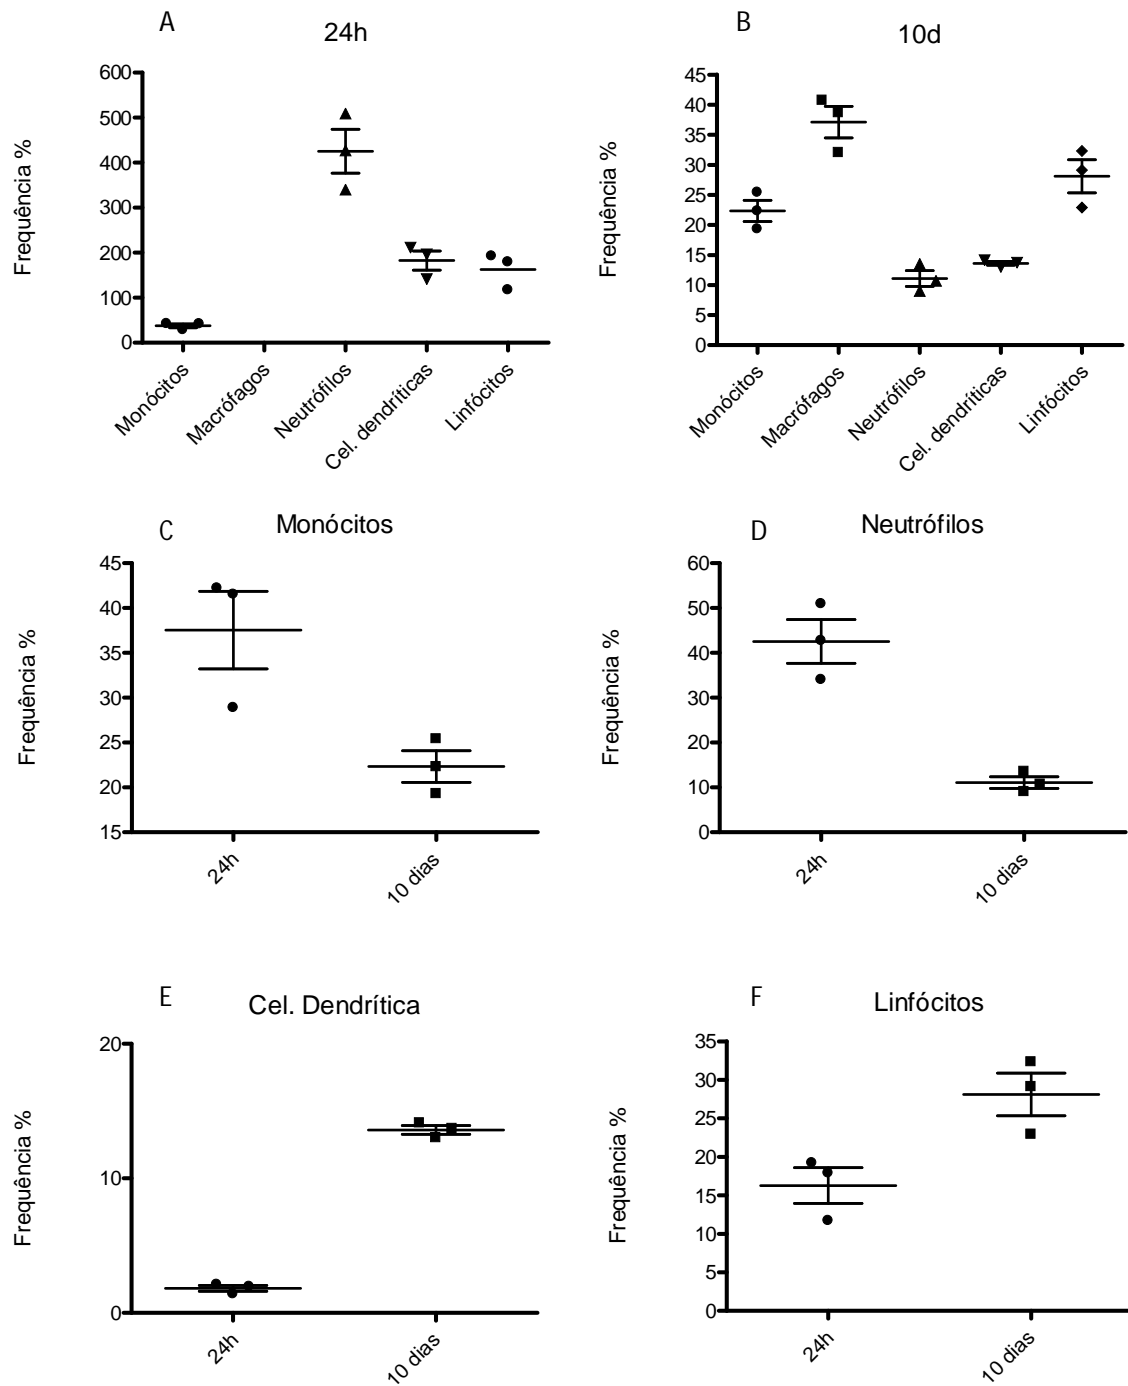 A
24h
Frequência %
600
500
400
300
200
100
0
Monócitos
Macrófagos
Neutrófilos
Cel. dendríticas
Linfócitos
B
10d
Frequência %
45
40
35
30
25
20
15
10
5
0
Monócitos
Macrófagos
Neutrófilos
Cel. dendríticas
Linfócitos
C
Monócitos
Frequência %
45
40
35
30
25
20
15
24h
10 dias
D
Neutrófilos
Frequência %
60
50
40
30
20
10
0
24h
10 dias
E
Cel. Dendrítica
Frequência %
20
10
0
24h
10 dias
F
Linfócitos
Frequência %
35
30
25
20
15
10
5
0
24h
10 dias